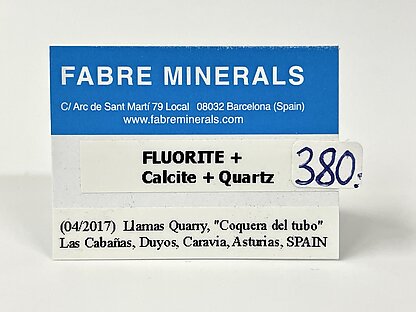 FABRE MINERALS
C/ Arc de Sant Martí 79 Local 08032 Barcelona (Spain)
www.fabreminerals.com
FLUORITE +
Calcite + Quartz
380.
(04/2017) Llamas Quarry, "Coquera del tubo"
Las Cabañas, Duyos, Caravia, Asturias, SPAIN